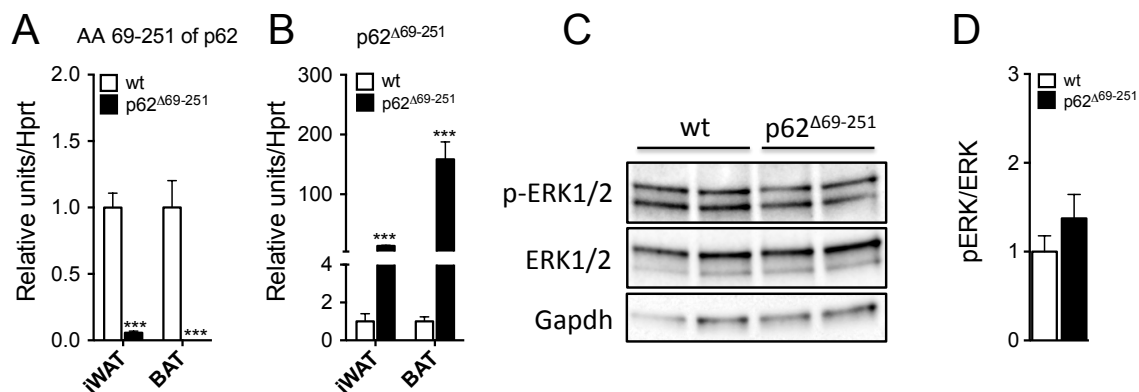 A
AA 69-251 of p62
Relative units/Hprt
2.0
1.5
1.0
0.5
0.0
wt
p62Δ69-251
***
***
iWAT
BAT
B
p62Δ69-251
Relative units/Hprt
300
150
4
2
0
wt
p62Δ69-251
***
***
iWAT
BAT
C
wt
p62Δ69-251
p-ERK1/2
ERK1/2
Gapdh
D
pERK/ERK
3
2
1
0
wt
p62Δ69-251